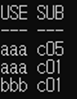 USE SUB
--- ---
aaa c05
aaa c01
bbb c01